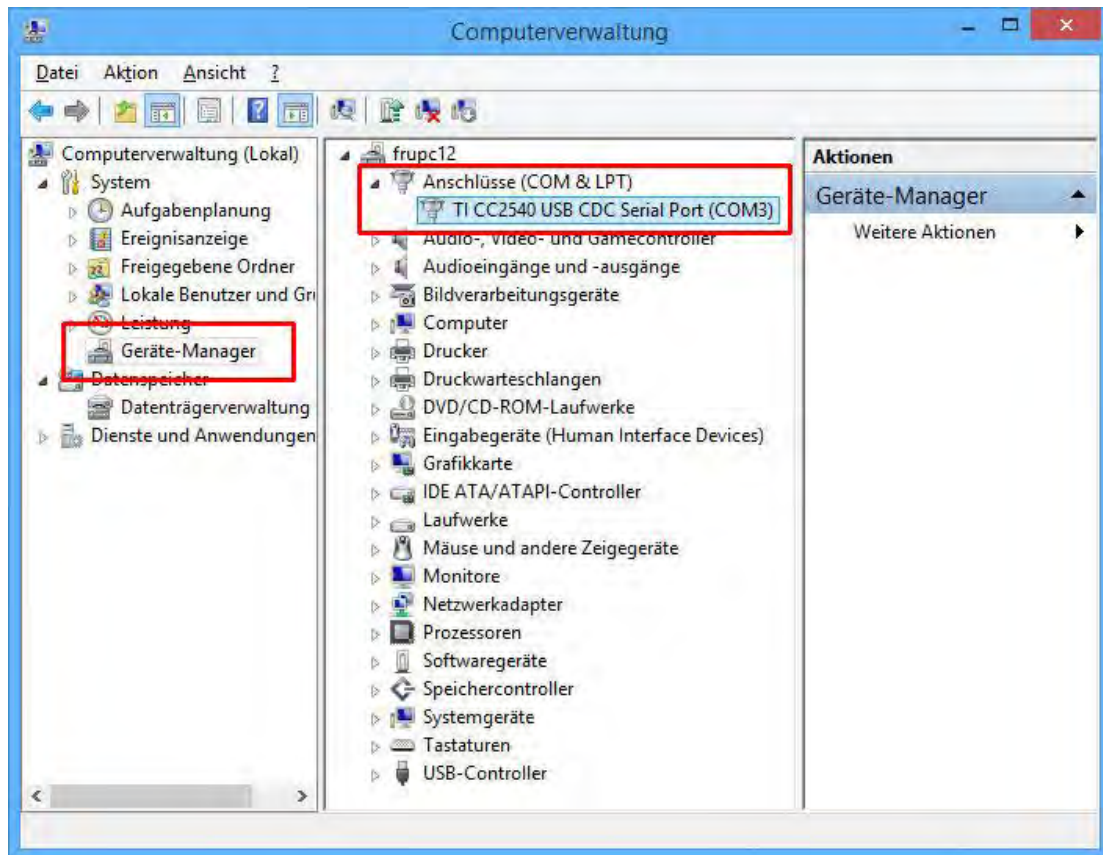 Computerverwaltung
Datei Aktion Ansicht ?
Computerverwaltung (Lokal)
System
Aufgabenplanung
Ereignisanzeige
Freigegebene Ordner
Lokale Benutzer und Gru
Leistung
Geräte-Manager
Datenspeicher
Datenträgerverwaltung
Dienste und Anwendungen
frupc12
Anschlüsse (COM & LPT)
TI CC2540 USB CDC Serial Port (COM3)
Audio-, Video- und Gamecontroller
Audioeingänge und -ausgänge
Bildverarbeitungsgeräte
Computer
Drucker
Druckwarteschlangen
DVD/CD-ROM-Laufwerke
Eingabegeräte (Human Interface Devices)
Grafikkarte
IDE ATA/ATAPI-Controller
Laufwerke
Mäuse und andere Zeigegeräte
Monitore
Netzwerkadapter
Prozessoren
Softwaregeräte
Speichercontroller
Systemgeräte
Tastaturen
USB-Controller
Aktionen
Geräte-Manager
Weitere Aktionen